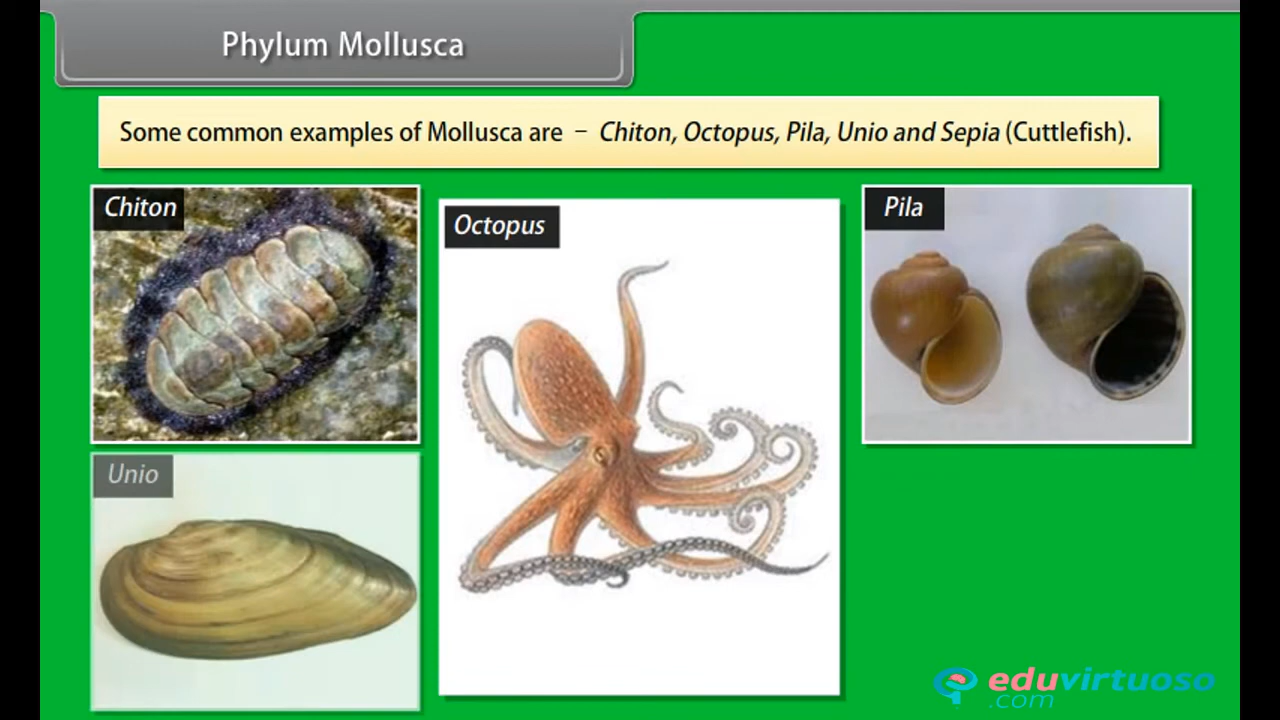 Phylum Mollusca
Some common examples of Mollusca are – Chiton, Octopus, Pila, Unio and Sepia (Cuttlefish).
Chiton
Octopus
Pila
Unio
eduvirtuoso
.com